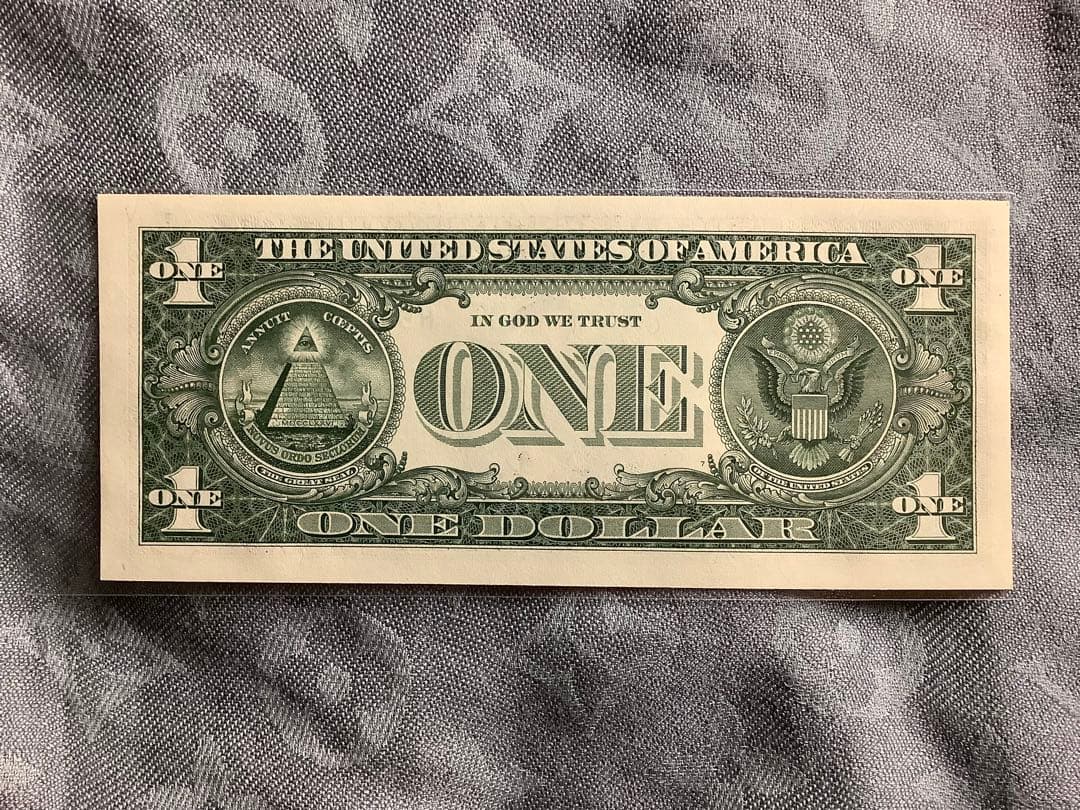 THE UNITED STATES OF AMERICA
1
ONE
1
ONE
IN GOD WE TRUST
ANNUIT CŒPTIS
ONE
MDCCLXXVI
NOVUS ORDO SECLORUM
THE GREAT SEAL
OF THE UNITED STATES
1
ONE
1
ONE
ONE DOLLAR